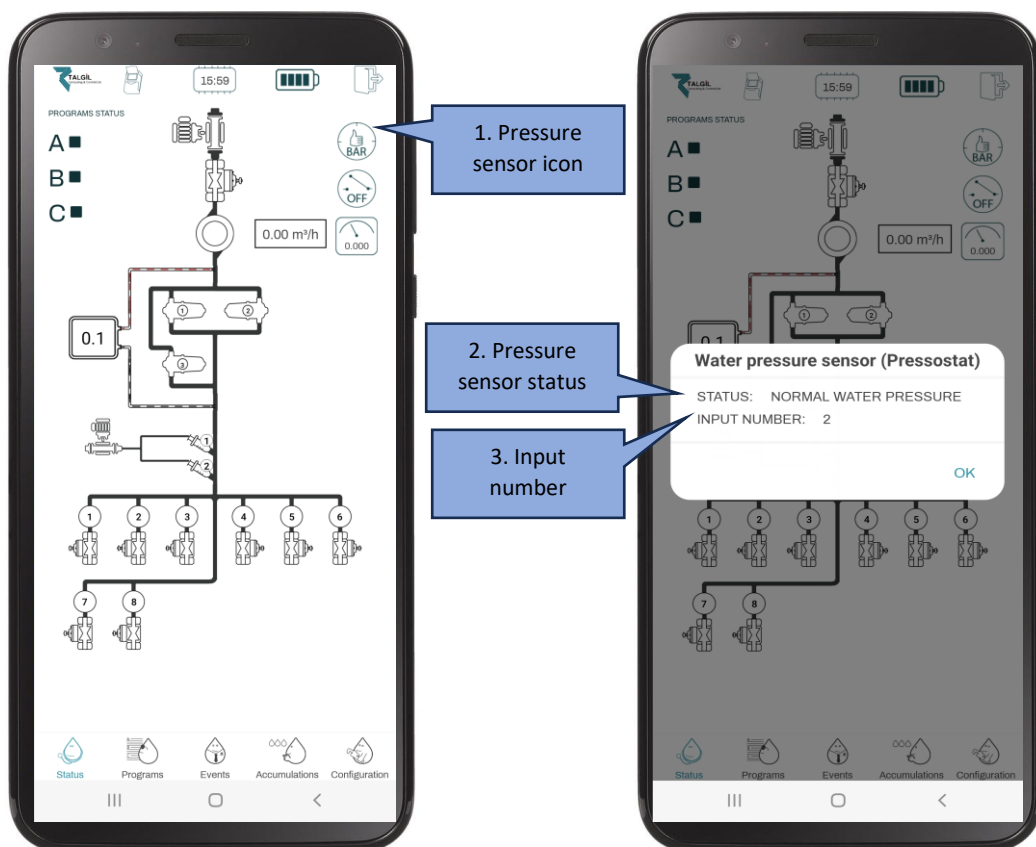 TALGİL
15:59
PROGRAMS STATUS
A
B
C
BAR
OFF
0.00 m³/h
0.000
1
2
0.1
3
1
2
1 2 3 4 5 6
7 8
Status Programs Events Accumulations Configuration
1. Pressure
sensor icon
2. Pressure
sensor status
3. Input
number
TALGİL
15:59
PROGRAMS STATUS
A
B
C
BAR
OFF
0.00 m³/h
0.000
1
2
0.1
Water pressure sensor (Pressostat)
STATUS: NORMAL WATER PRESSURE
INPUT NUMBER: 2
OK
1 2 3 4 5 6
7 8
Status Programs Events Accumulations Configuration